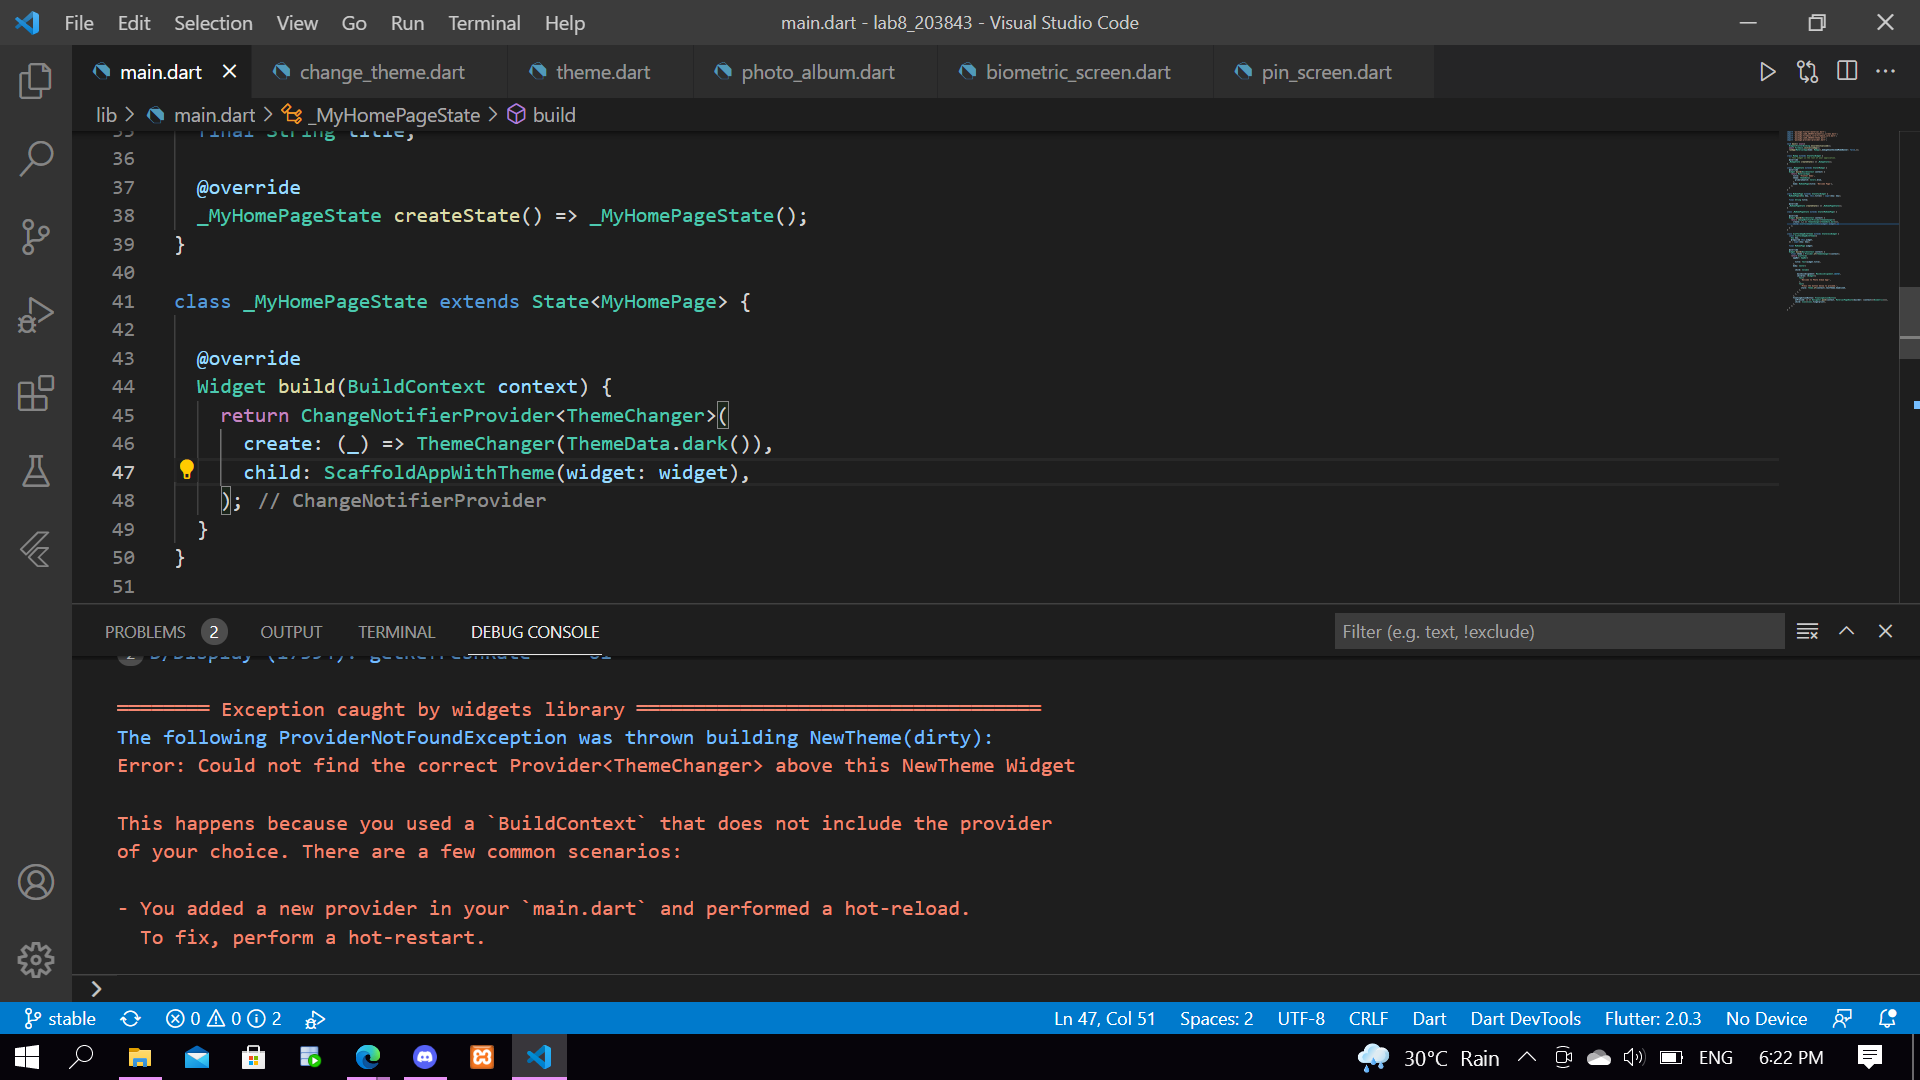 File Edit Selection View Go Run Terminal Help
main.dart - lab8_203843 - Visual Studio Code
main.dart
change_theme.dart
theme.dart
photo_album.dart
biometric_screen.dart
pin_screen.dart
lib > main.dart > _MyHomePageState > build
35 final String title;
36
37 @override
38 _MyHomePageState createState() => _MyHomePageState();
39 }
40
41 class _MyHomePageState extends State<MyHomePage> {
42
43 @override
44 Widget build(BuildContext context) {
45 return ChangeNotifierProvider<ThemeChanger>(
46 create: (_) => ThemeChanger(ThemeData.dark()),
47 child: ScaffoldAppWithTheme(widget: widget),
48 ); // ChangeNotifierProvider
49 }
50 }
51
PROBLEMS 2 OUTPUT TERMINAL DEBUG CONSOLE
Filter (e.g. text, !exclude)
════════ Exception caught by widgets library ═══════════════════════════════════
The following ProviderNotFoundException was thrown building NewTheme(dirty):
Error: Could not find the correct Provider<ThemeChanger> above this NewTheme Widget
This happens because you used a `BuildContext` that does not include the provider
of your choice. There are a few common scenarios:
- You added a new provider in your `main.dart` and performed a hot-reload.
To fix, perform a hot-restart.
>
stable 0 0 2
Ln 47, Col 51 Spaces: 2 UTF-8 CRLF Dart Dart DevTools Flutter: 2.0.3 No Device
30°C Rain ENG 6:22 PM